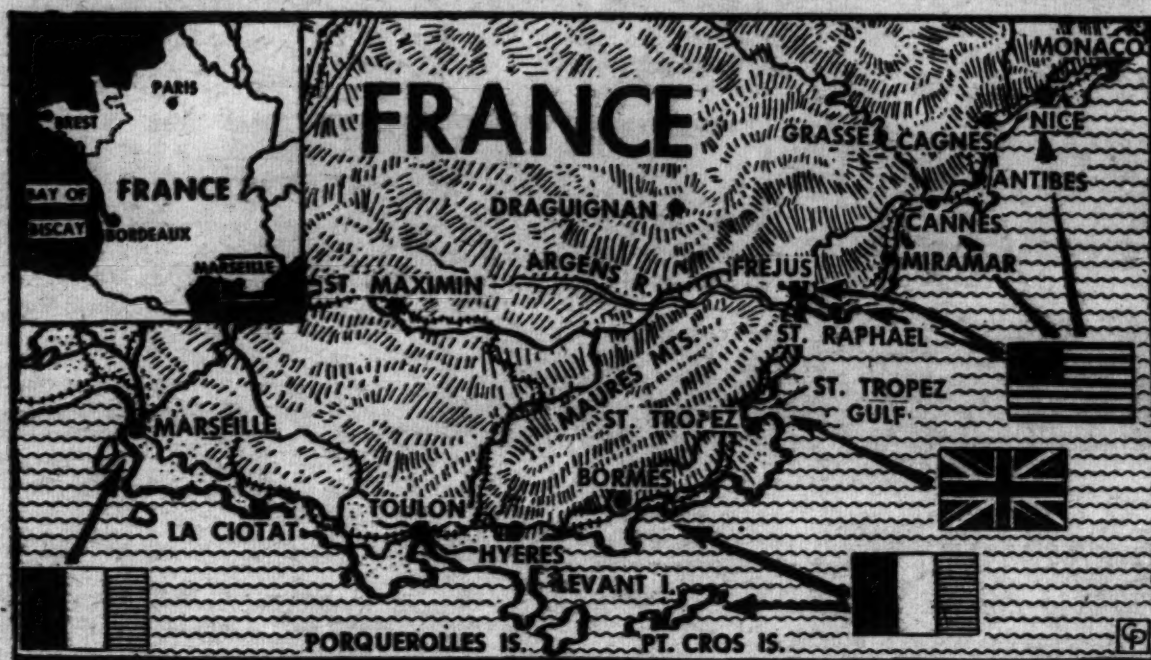 PARIS
BREST
FRANCE
BAY OF
BISCAY
BORDEAUX
MARSEILLE
FRANCE
MONACO
NICE
GRASSE
CAGNES
ANTIBES
DRAGUIGNAN
CANNES
ARGENS R.
FREJUS
MIRAMAR
ST. MAXIMIN
ST. RAPHAEL
MAURES MTS.
ST. TROPEZ
GULF
MARSEILLE
ST. TROPEZ
BORMES
TOULON
LA CIOTAT
HYERES
LEVANT I.
PORQUEROLLES IS.
PT. CROS IS.
CP